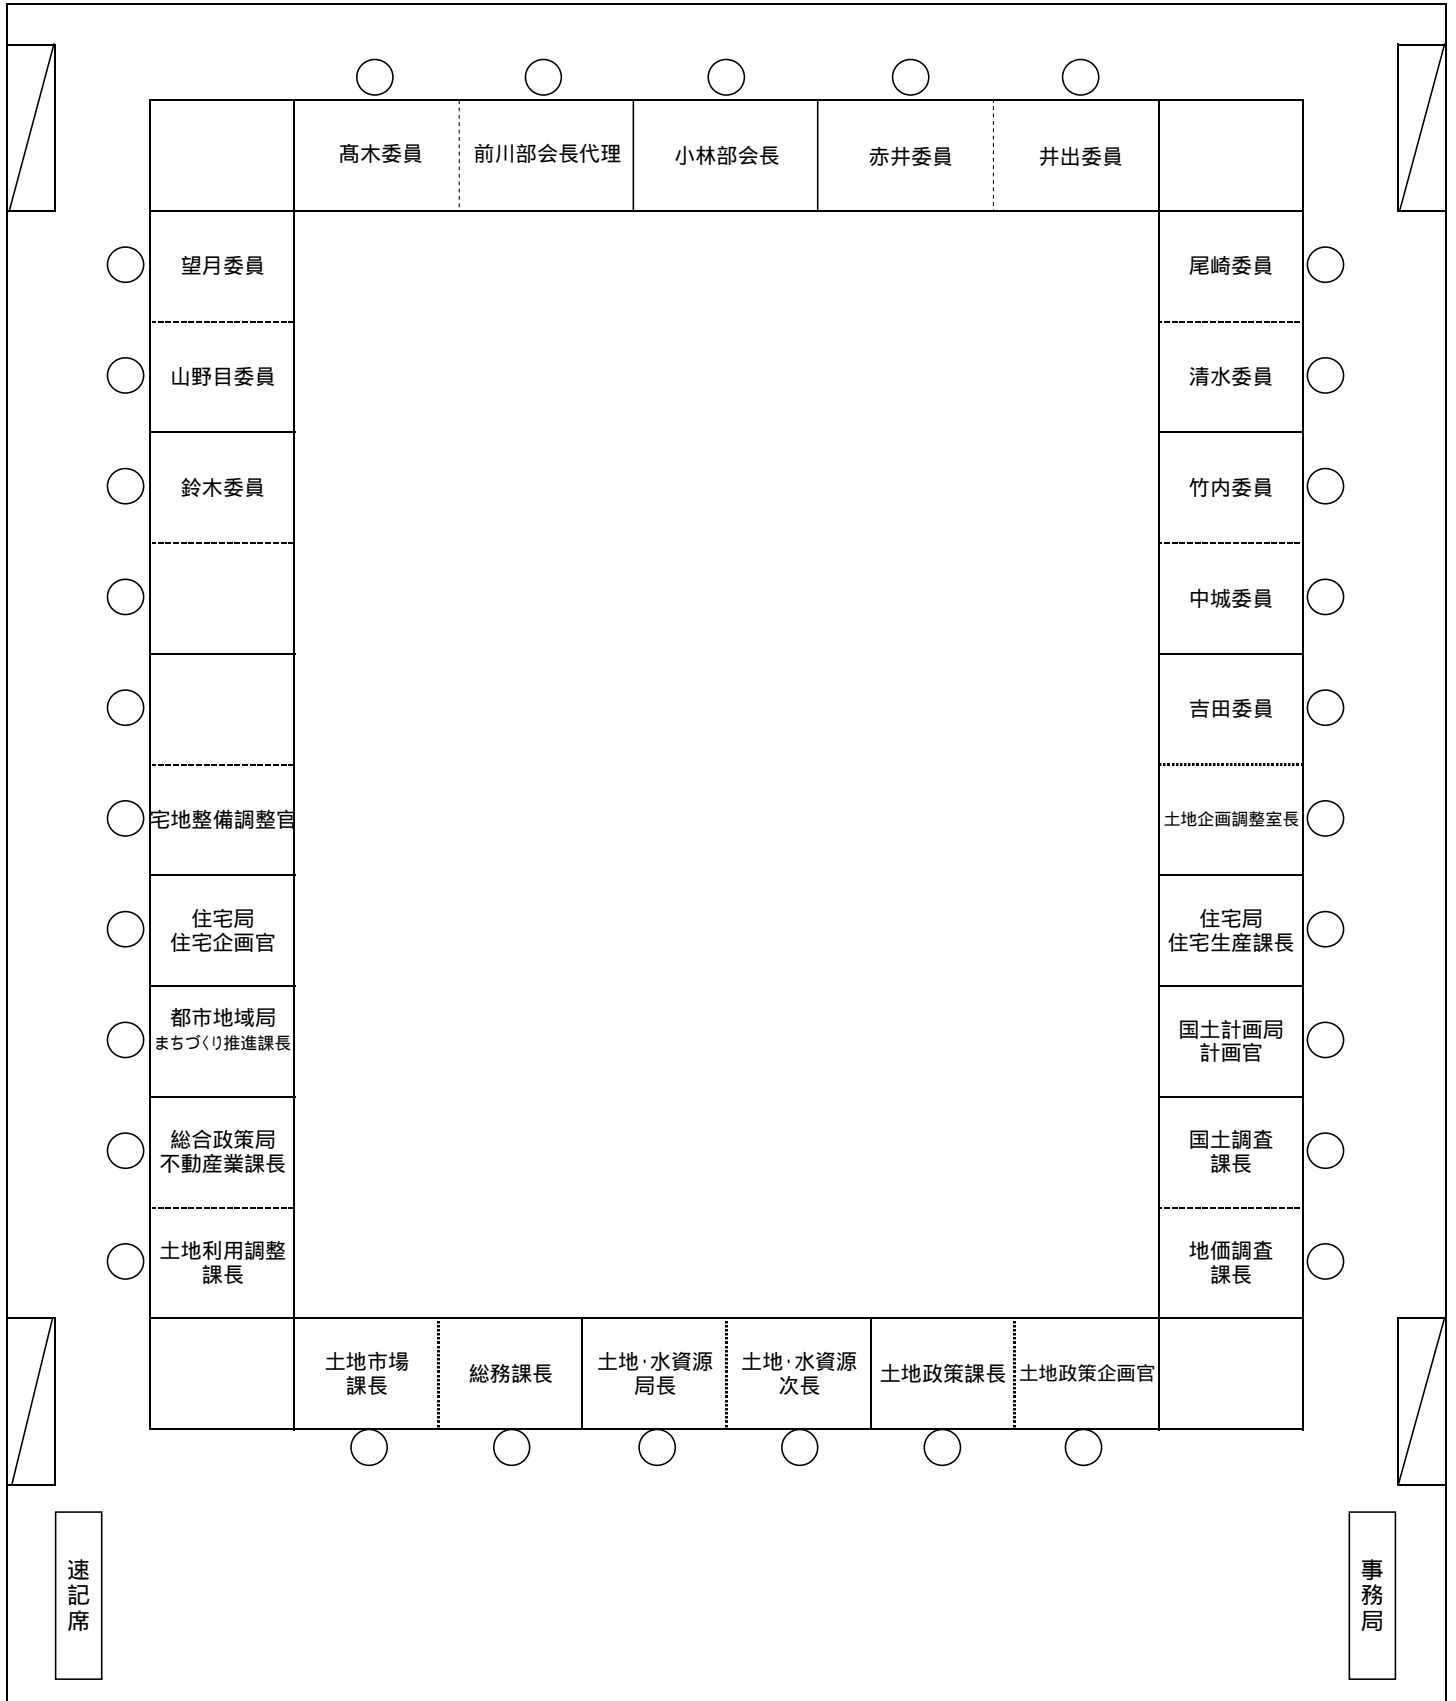 髙木委員
前川部会長代理
小林部会長
赤井委員
井出委員
望月委員
尾崎委員
山野目委員
清水委員
鈴木委員
竹内委員
中城委員
吉田委員
宅地整備調整官
土地企画調整室長
住宅局
住宅企画官
住宅局
住宅生産課長
都市地域局
まちづくり推進課長
国土計画局
計画官
総合政策局
不動産業課長
国土調査
課長
土地利用調整
課長
地価調査
課長
土地市場
課長
総務課長
土地・水資源
局長
土地・水資源
次長
土地政策課長
土地政策企画官
速記席
事務局